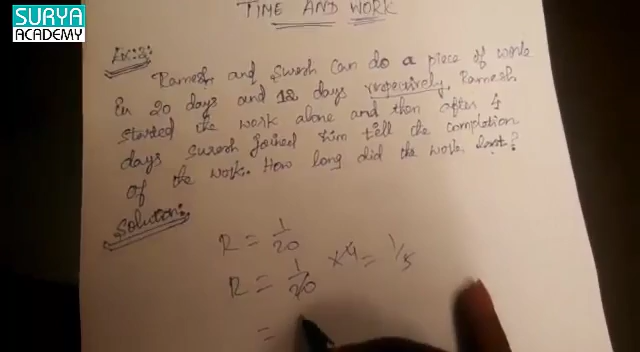 SURYA
ACADEMY
TIME AND WORK
Ex:2:
Ramesh and Suresh Can do a piece of work
in 20 days and 12 days respectively. Ramesh
started the work alone and then after 4
days Suresh joined him till the completion
of the work. How long did the work last?
Solution:
R = 1/20
R = 1/20 × 4 = 1/5
=